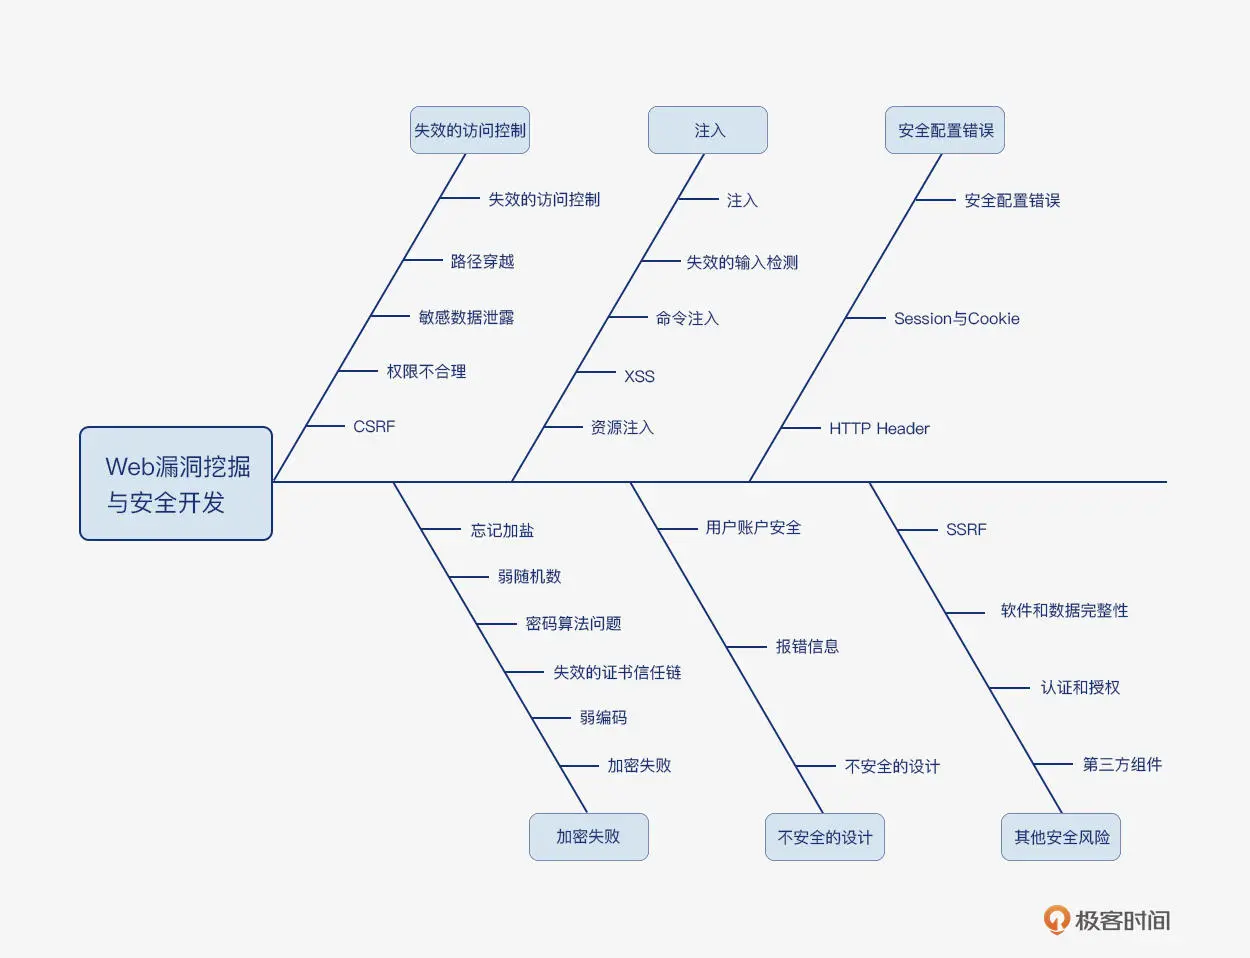 失效的访问控制
失效的访问控制
路径穿越
敏感数据泄露
权限不合理
CSRF
注入
注入
失效的输入检测
命令注入
XSS
资源注入
安全配置错误
安全配置错误
Session与Cookie
HTTP Header
Web漏洞挖掘
与安全开发
忘记加盐
弱随机数
密码算法问题
失效的证书信任链
弱编码
加密失败
加密失败
用户账户安全
报错信息
不安全的设计
不安全的设计
SSRF
软件和数据完整性
认证和授权
第三方组件
其他安全风险
极客时间